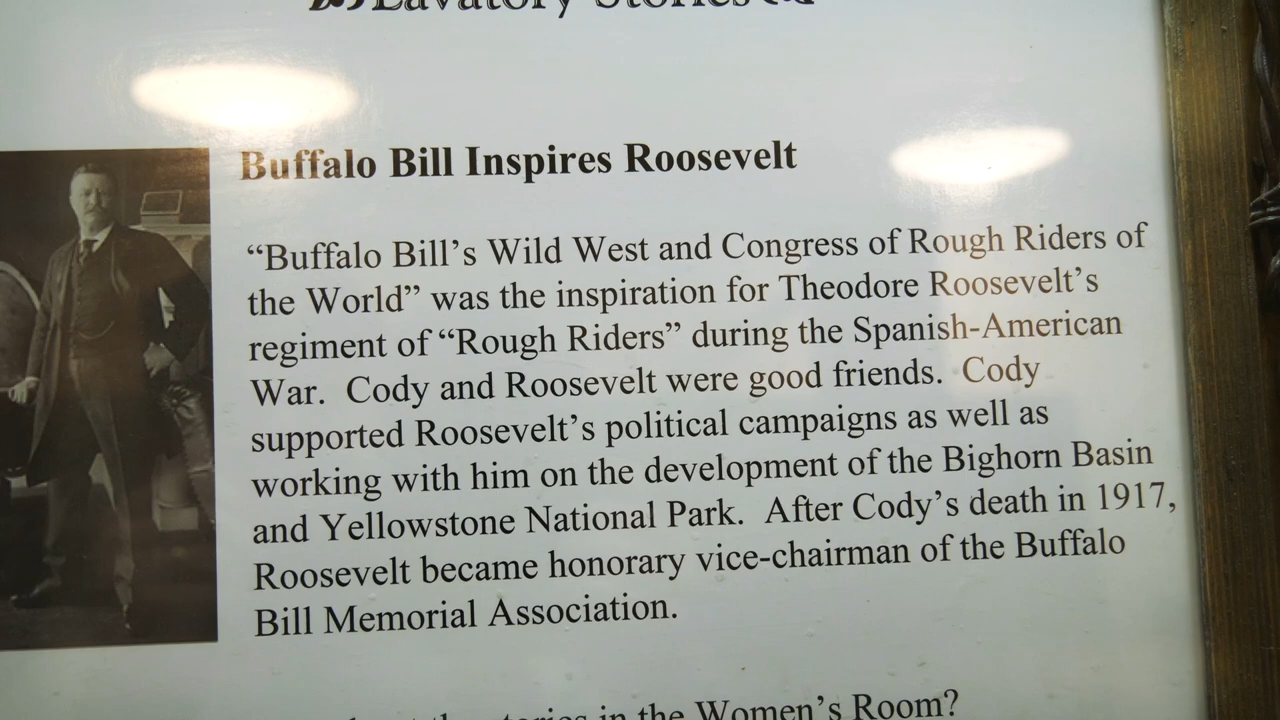 Lavatory Stories
Buffalo Bill Inspires Roosevelt
“Buffalo Bill’s Wild West and Congress of Rough Riders of
the World” was the inspiration for Theodore Roosevelt’s
regiment of “Rough Riders” during the Spanish-American
War.  Cody and Roosevelt were good friends.  Cody
supported Roosevelt’s political campaigns as well as
working with him on the development of the Bighorn Basin
and Yellowstone National Park.  After Cody’s death in 1917,
Roosevelt became honorary vice-chairman of the Buffalo
Bill Memorial Association.
stories in the Women’s Room?